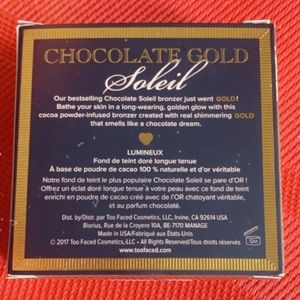 CHOCOLATE GOLD
Soleil
Our bestselling Chocolate Soleil bronzer just went GOLD!
Bathe your skin in a long-wearing, golden glow with this
cocoa powder-infused bronzer created with real shimmering GOLD
that smells like a chocolate dream.
LUMINEUX
Fond de teint doré longue tenue
À base de poudre de cacao 100 % naturelle et d'or véritable
Notre fond de teint le plus populaire Chocolate Soleil se pare d'OR !
Offrez un éclat doré longue tenue à votre peau avec ce fond de teint
enrichi en poudre de cacao, créé avec de l'or chatoyant véritable,
et au parfum chocolaté.
Dist. by/Distr. par Too Faced Cosmetics, LLC, Irvine, CA 92614 USA
Borius, Rue de la Croyere 10A, BE-7170 MANAGE
Made in USA/Fabriqué aux États-Unis
© 2017 Too Faced Cosmetics, LLC • All Rights Reserved/Tous Droits Réservés
www.toofaced.com
12M